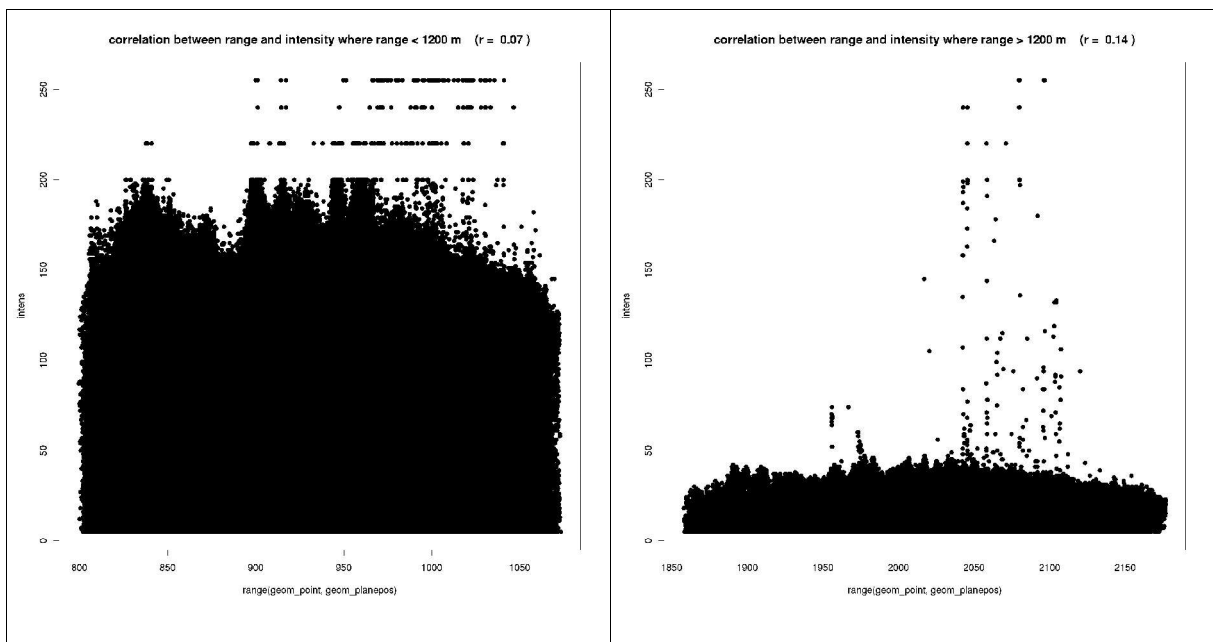 correlation between range and intensity where range < 1200 m (r = 0.07 )
250
200
150
100
50
0
intens
800 850 900 950 1000 1050
range(geom_point, geom_planepos)
correlation between range and intensity where range > 1200 m (r = 0.14 )
250
200
150
100
50
0
intens
1850 1900 1950 2000 2050 2100 2150
range(geom_point, geom_planepos)